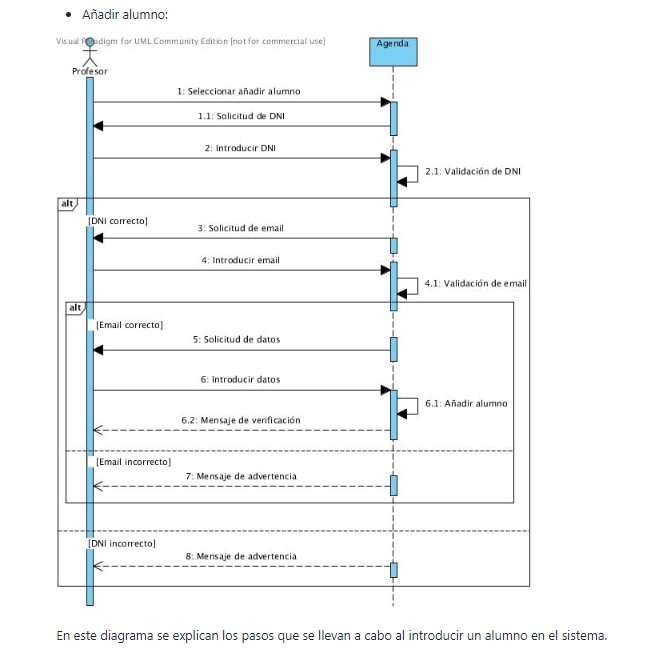 Añadir alumno:
Visual Paradigm for UML Community Edition [not for commercial use]
Agenda
Profesor
1: Seleccionar añadir alumno
1.1: Solicitud de DNI
2: Introducir DNI
2.1: Validación de DNI
alt
[DNI correcto]
3: Solicitud de email
4: Introducir email
4.1: Validación de email
alt
[Email correcto]
5: Solicitud de datos
6: Introducir datos
6.1: Añadir alumno
6.2: Mensaje de verificación
[Email incorrecto]
7: Mensaje de advertencia
[DNI incorrecto]
8: Mensaje de advertencia
En este diagrama se explican los pasos que se llevan a cabo al introducir un alumno en el sistema.